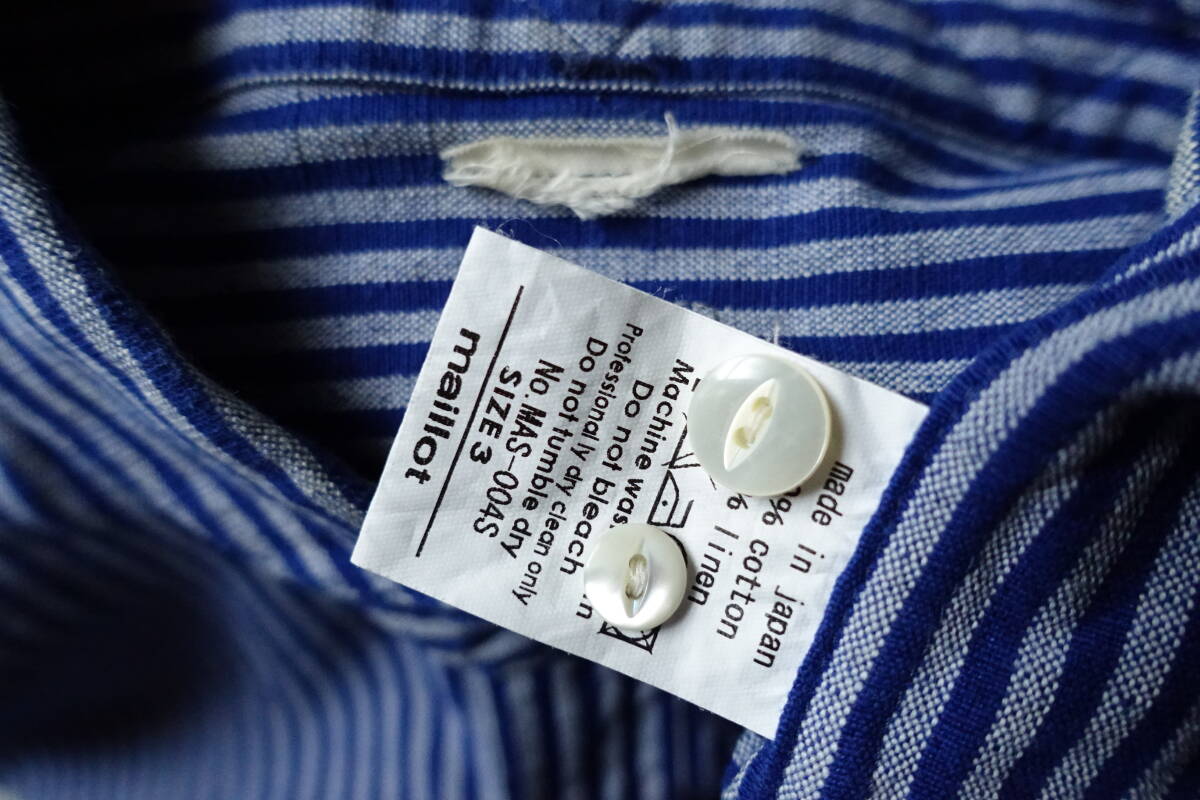 maillot
SIZE 3
No.MAS-004S
Do not tumble dry
Professionally dry clean only
Do not bleach
Machine
made in japan
cotton
linen